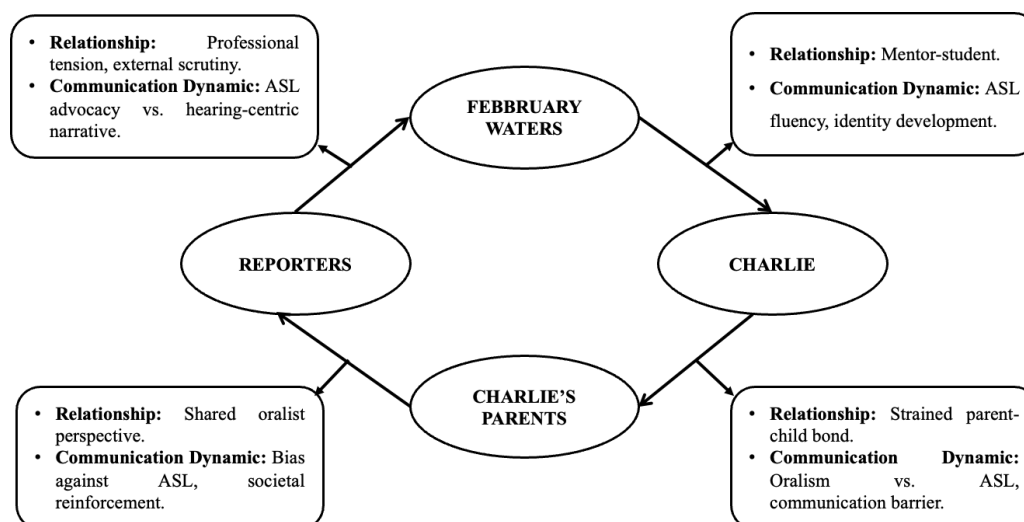 • Relationship: Professional
tension, external scrutiny.
• Communication Dynamic: ASL
advocacy vs. hearing-centric
narrative.
FEBBRUARY
WATERS
• Relationship: Mentor-student.
• Communication Dynamic: ASL
fluency, identity development.
REPORTERS
CHARLIE
• Relationship: Shared oralist
perspective.
• Communication Dynamic: Bias
against ASL, societal
reinforcement.
CHARLIE’S
PARENTS
• Relationship: Strained parent-
child bond.
• Communication Dynamic:
Oralism vs. ASL,
communication barrier.